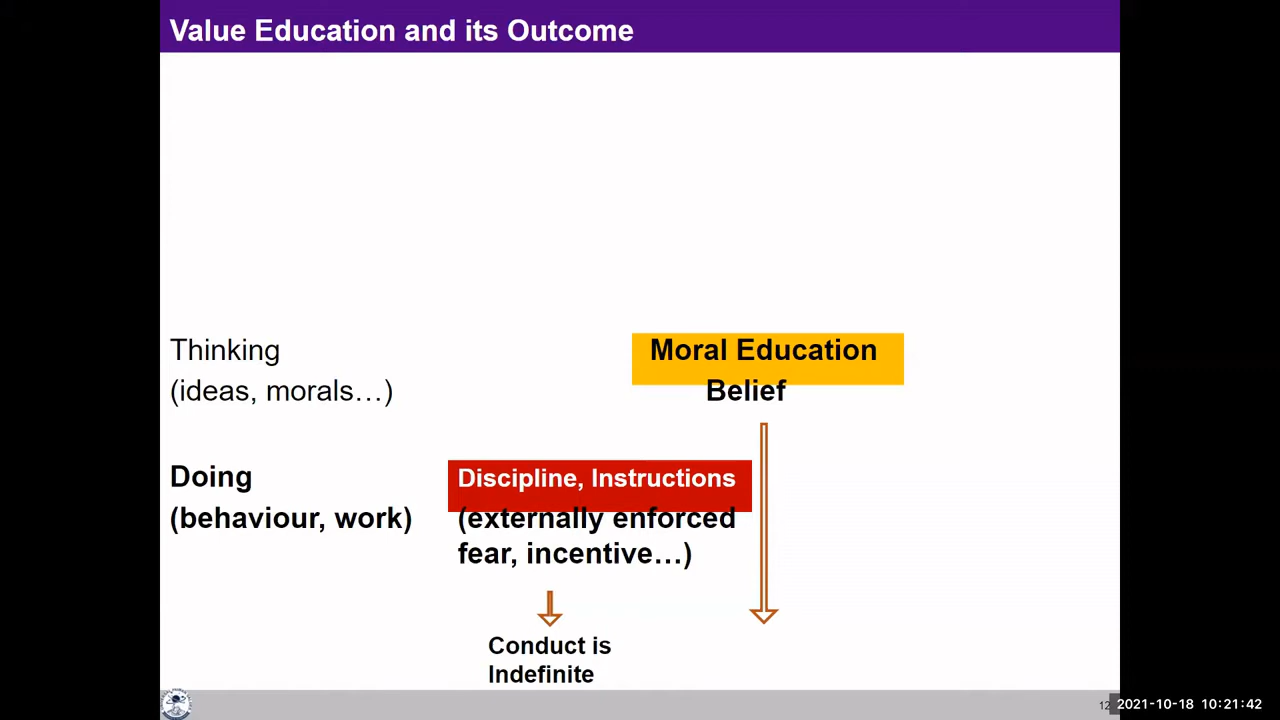 Value Education and its Outcome
Thinking
(ideas, morals…)
Moral Education
Belief
Doing
(behaviour, work)
Discipline, Instructions
(externally enforced
fear, incentive…)
Conduct is
Indefinite
12
2021-10-18 10:21:42